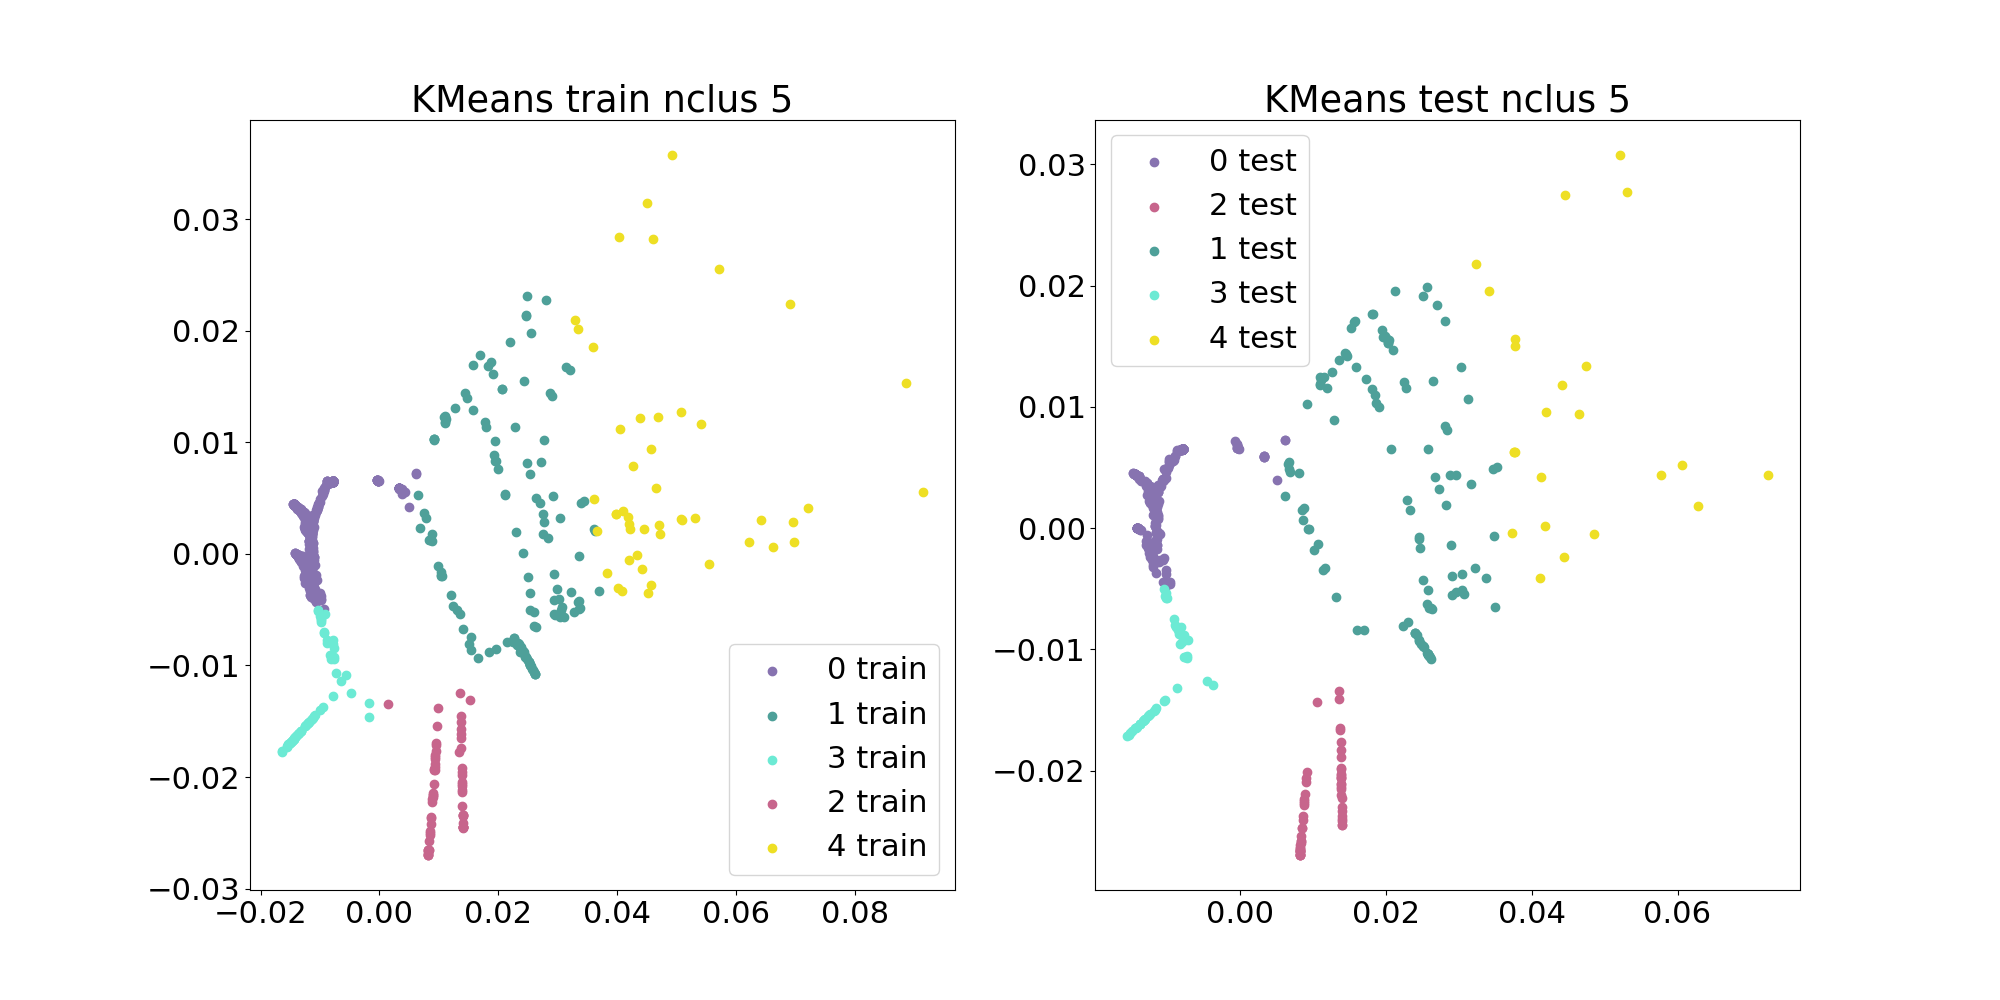 KMeans train nclus 5
0.03
0.02
0.01
0.00
−0.01
−0.02
−0.03
−0.02 0.00 0.02 0.04 0.06 0.08
0 train
1 train
3 train
2 train
4 train
KMeans test nclus 5
0.03
0.02
0.01
0.00
−0.01
−0.02
0.00 0.02 0.04 0.06
0 test
2 test
1 test
3 test
4 test